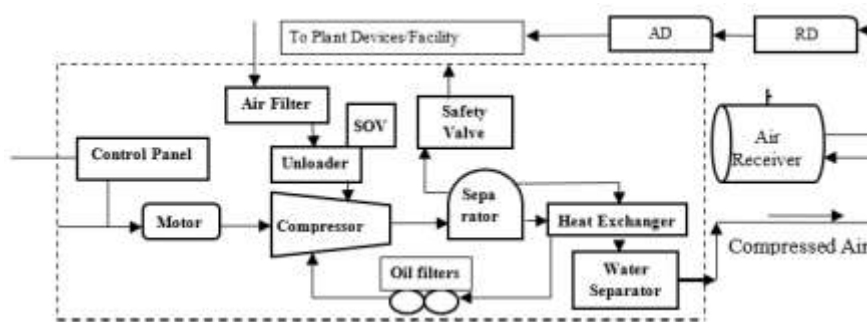 To Plant Devices/Facility
AD
RD
Air Filter
SOV
Safety
Valve
Air
Receiver
Control Panel
Unloader
Sepa
rator
Motor
Compressor
Heat Exchanger
Compressed Air
Oil filters
Water
Separator